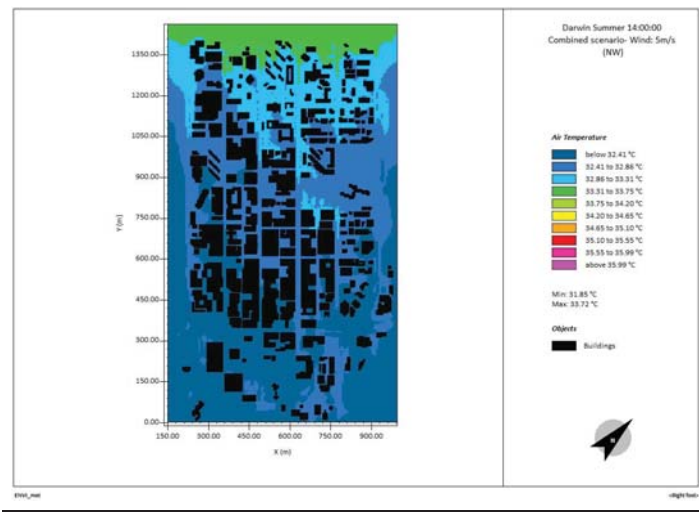 Darwin Summer 14:00:00
Combined scenario- Wind: 5m/s
(NW)
1350.00
1200.00
1050.00
900.00
750.00
600.00
450.00
300.00
150.00
0.00
Y (m)
150.00 300.00 450.00 600.00 750.00 900.00
X (m)
Air Temperature
below 32.41 °C
32.41 to 32.86 °C
32.86 to 33.31 °C
33.31 to 33.75 °C
33.75 to 34.20 °C
34.20 to 34.65 °C
34.65 to 35.10 °C
35.10 to 35.55 °C
35.55 to 35.99 °C
above 35.99 °C
Min: 31.85 °C
Max: 33.72 °C
Objects
Buildings
N
ENVI_met